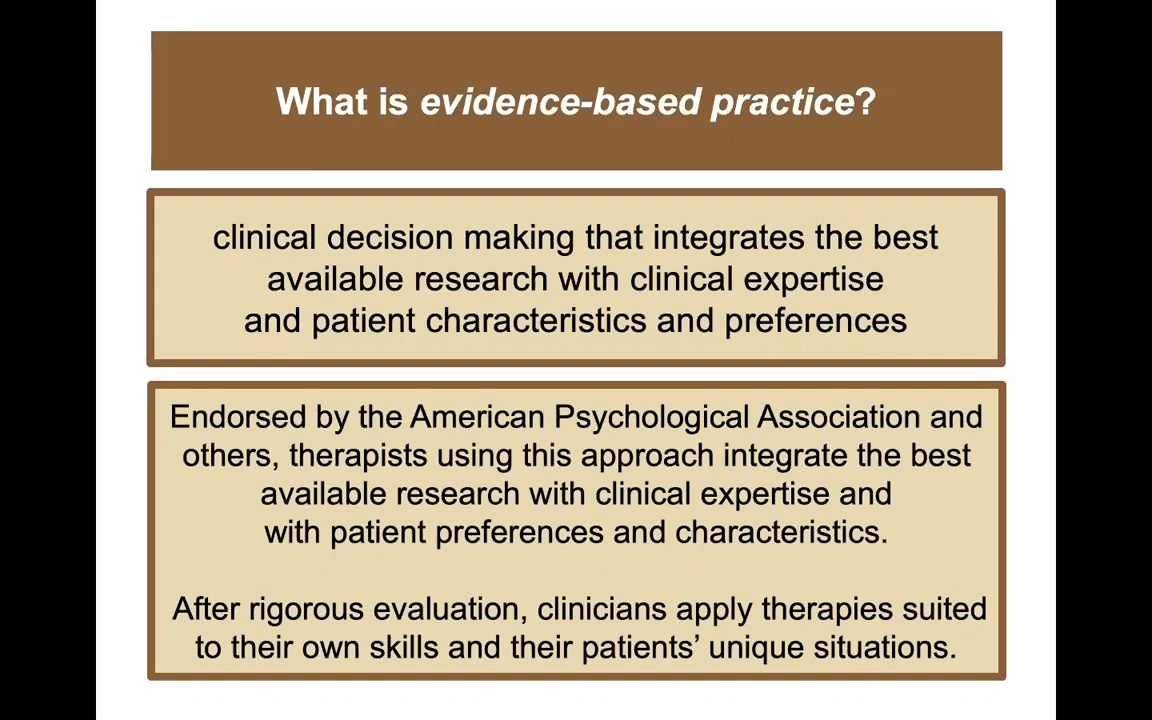 What is evidence-based practice?
clinical decision making that integrates the best
available research with clinical expertise
and patient characteristics and preferences
Endorsed by the American Psychological Association and
others, therapists using this approach integrate the best
available research with clinical expertise and
with patient preferences and characteristics.
After rigorous evaluation, clinicians apply therapies suited
to their own skills and their patients’ unique situations.